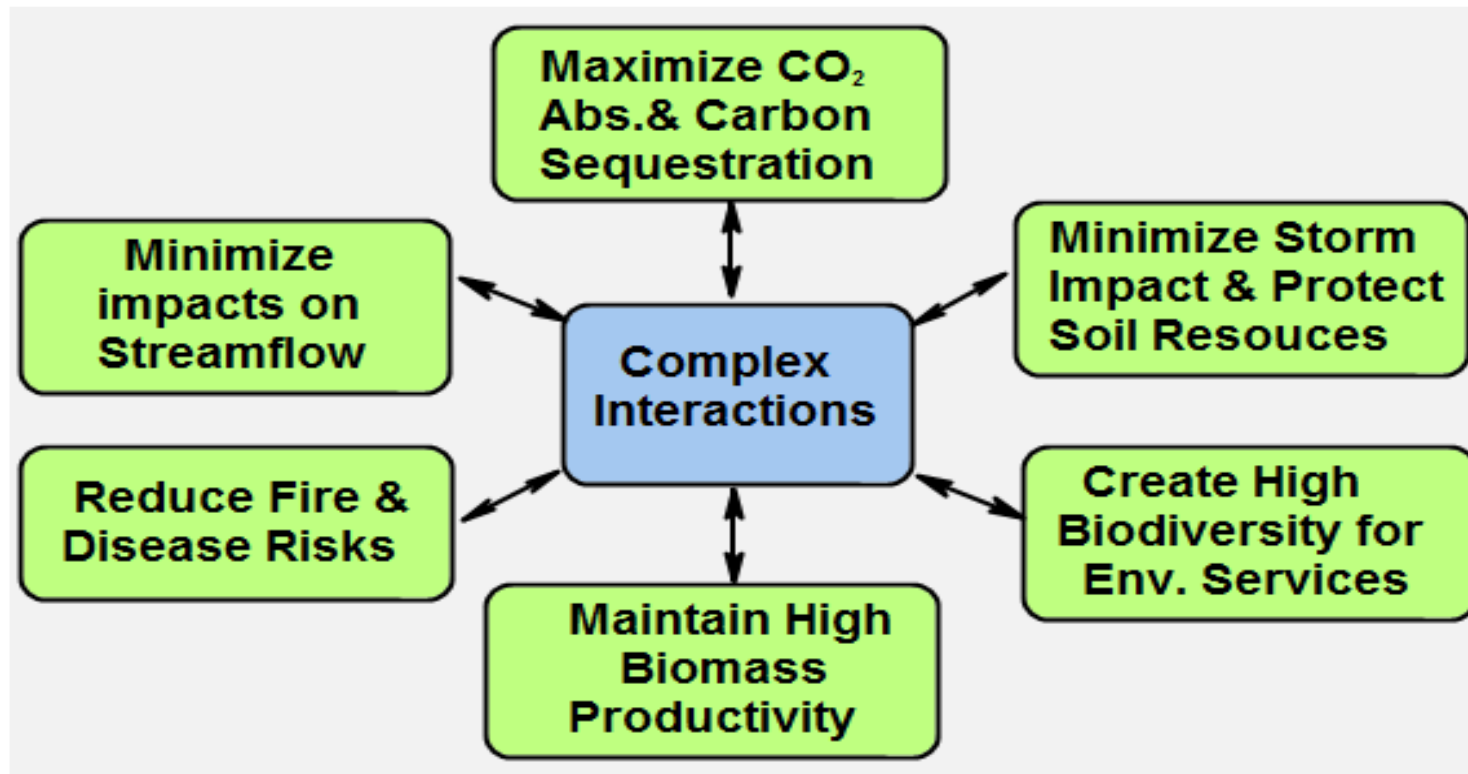 Maximize CO₂
Abs.& Carbon
Sequestration
Minimize
impacts on
Streamflow
Minimize Storm
Impact & Protect
Soil Resouces
Complex
Interactions
Reduce Fire &
Disease Risks
Create High
Biodiversity for
Env. Services
Maintain High
Biomass
Productivity